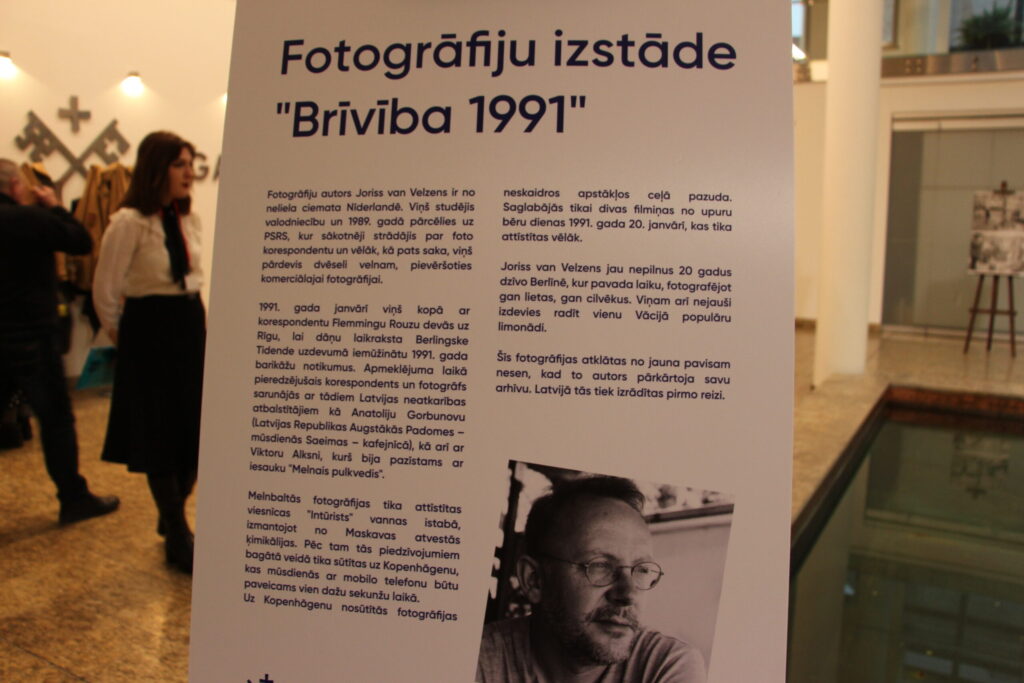 Fotogrāfiju izstāde
"Brīvība 1991"
Fotogrāfiju autors Joriss van Velzens ir no
neliela ciemata Nīderlandē. Viņš studējis
valodniecību un 1989. gadā pārcēlies uz
PSRS, kur sākotnēji strādājis par foto
korespondentu un vēlāk, kā pats saka, viņš
pārdevis dvēseli velnam, pievēršoties
komerciālajai fotogrāfijai.
1991. gada janvārī viņš kopā ar
korespondentu Flemmingu Rouzu devās uz
Rīgu, lai dāņu laikraksta Berlingske
Tidende uzdevumā iemūžinātu 1991. gada
barikāžu notikumus. Apmeklējuma laikā
pieredzējušais korespondents un fotogrāfs
sarunājās ar tādiem Latvijas neatkarības
atbalstītājiem kā Anatoliju Gorbunovu
(Latvijas Republikas Augstākās Padomes –
mūsdienās Saeimas – kafejnīcā), kā arī ar
Viktoru Alksni, kurš bija pazīstams ar
iesauku "Melnais pulkvedis".
Melnbaltās fotogrāfijas tika attīstītas
viesnīcas "Intūrists" vannas istabā,
izmantojot no Maskavas atvestās
ķimikālijas. Pēc tam tās piedzīvojumiem
bagātā veidā tika sūtītas uz Kopenhāgenu,
kas mūsdienās ar mobilo telefonu būtu
paveicams vien dažu sekunžu laikā.
Uz Kopenhāgenu nosūtītās fotogrāfijas
neskaidros apstākļos ceļā pazuda.
Saglabājās tikai divas filmiņas no upuru
bēru dienas 1991. gada 20. janvārī, kas tika
attīstītas vēlāk.
Joriss van Velzens jau nepilnus 20 gadus
dzīvo Berlīnē, kur pavada laiku, fotografējot
gan lietas, gan cilvēkus. Viņam arī nejauši
izdevies radīt vienu Vācijā populāru
limonādi.
Šīs fotogrāfijas atklātas no jauna pavisam
nesen, kad to autors pārkārtoja savu
arhīvu. Latvijā tās tiek izrādītas pirmo reizi.
GA